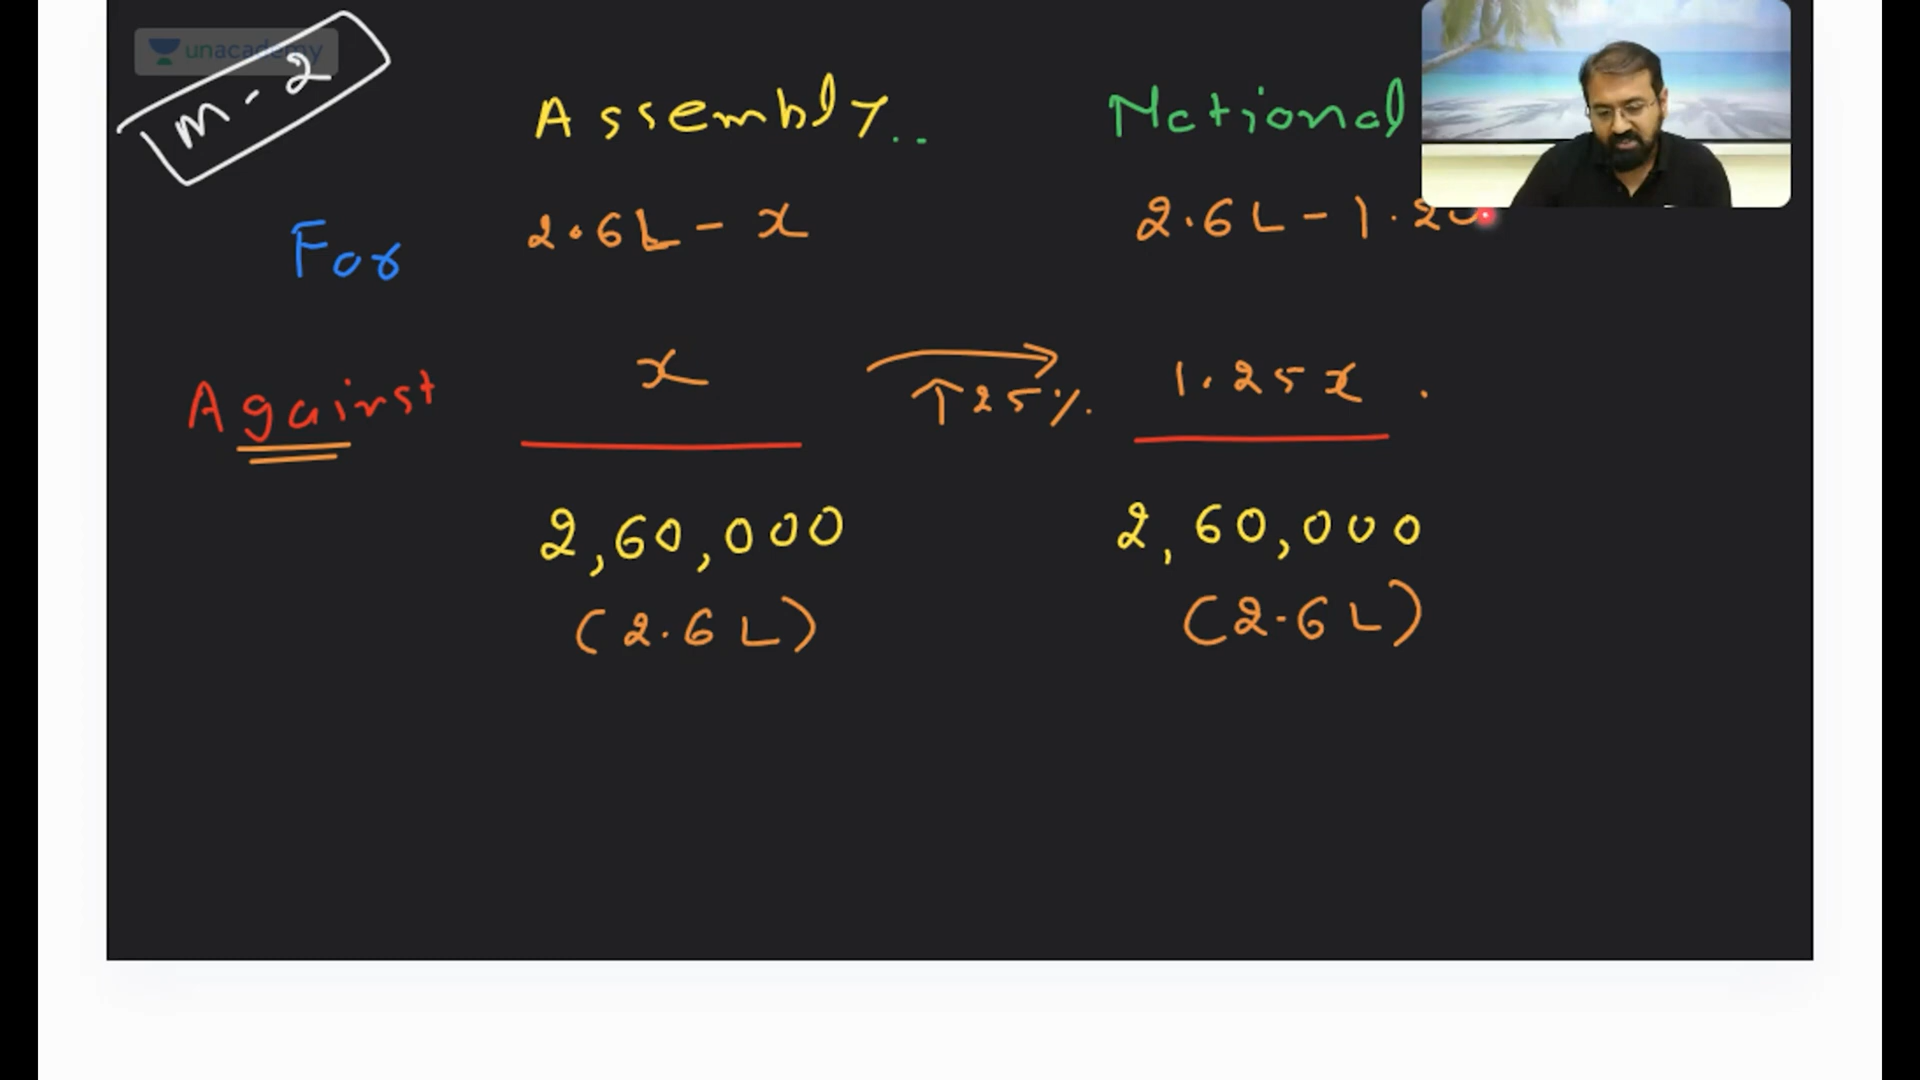 unacademy
M-2
Assembly..
National
For
2.6L - x
2.6L - 1.2
Against
x
↑25%.
1.25x .
2,60,000
2,60,000
(2.6L)
(2.6L)